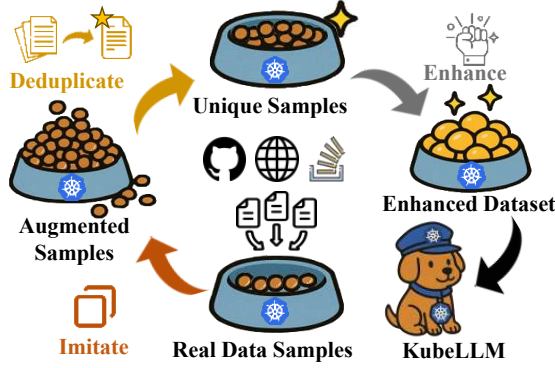 Deduplicate
Unique Samples
Enhance
Augmented
Samples
Enhanced Dataset
Imitate
Real Data Samples
KubeLLM